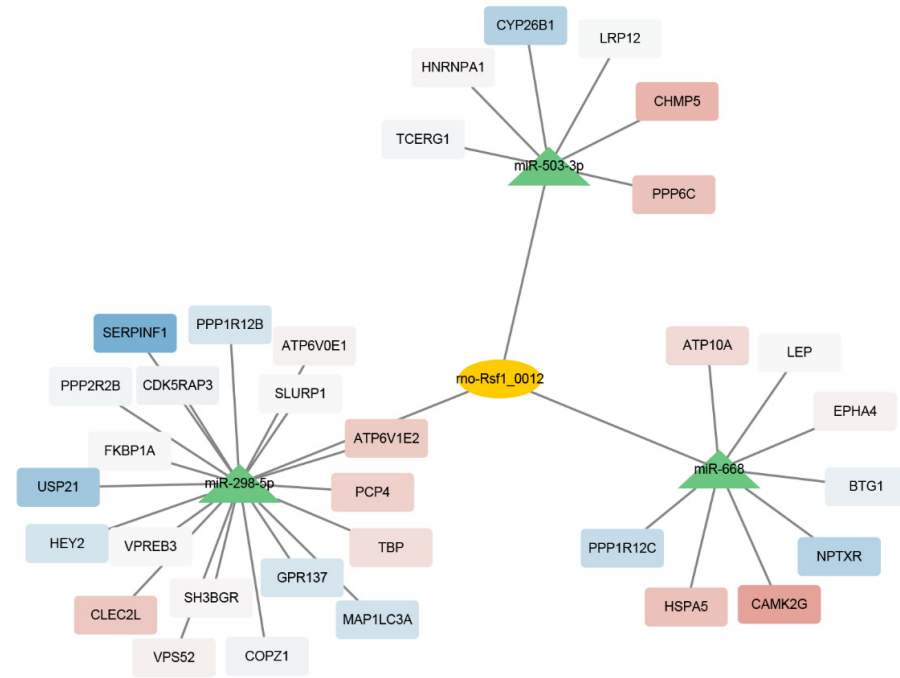 CYP26B1
LRP12
HNRNPA1
CHMP5
TCERG1
miR-503-3p
PPP6C
SERPINF1
PPP1R12B
ATP6V0E1
ATP10A
LEP
PPP2R2B
CDK5RAP3
SLURP1
rno-Rsf1_0012
EPHA4
FKBP1A
ATP6V1E2
miR-668
USP21
miR-298-5p
PCP4
BTG1
HEY2
VPREB3
TBP
PPP1R12C
NPTXR
GPR137
CLEC2L
SH3BGR
MAP1LC3A
HSPA5
CAMK2G
VPS52
COPZ1